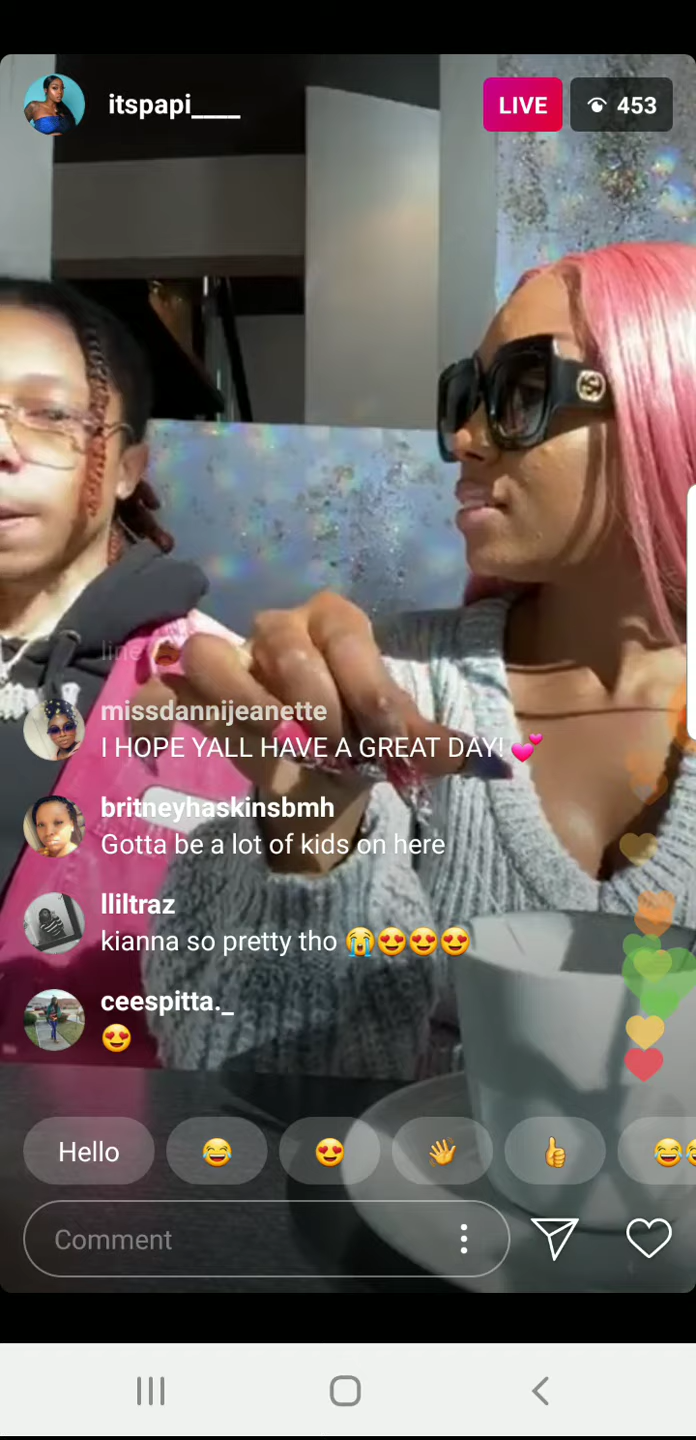 itspapi____
LIVE
453
line
missdannijeanette
I HOPE YALL HAVE A GREAT DAY! 💕
britneyhaskinsbmh
Gotta be a lot of kids on here
lliltraz
kianna so pretty tho 😭😍😍😍
ceespitta._
😍
Hello 😂 😍 👋 👍 😂
Comment